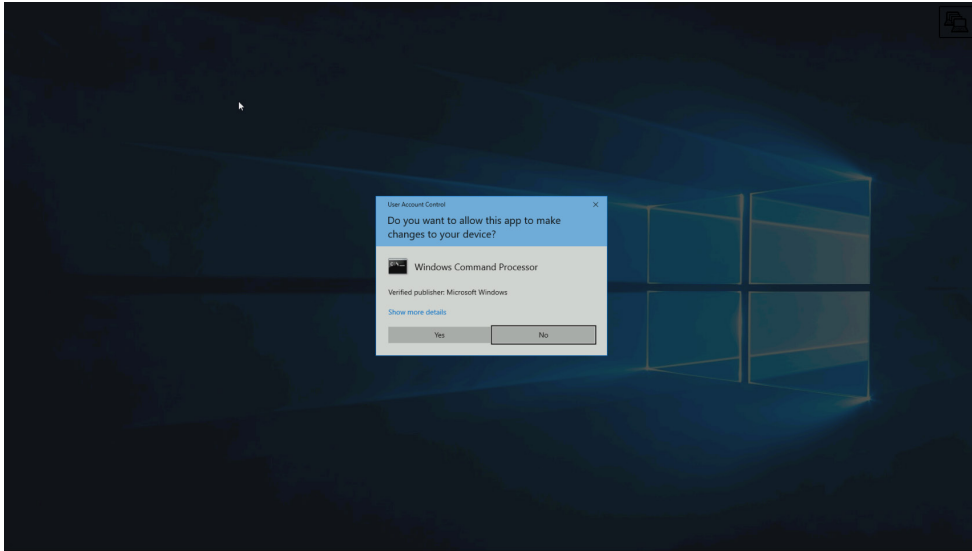 User Account Control
Do you want to allow this app to make
changes to your device?
Windows Command Processor
Verified publisher: Microsoft Windows
Show more details
Yes
No